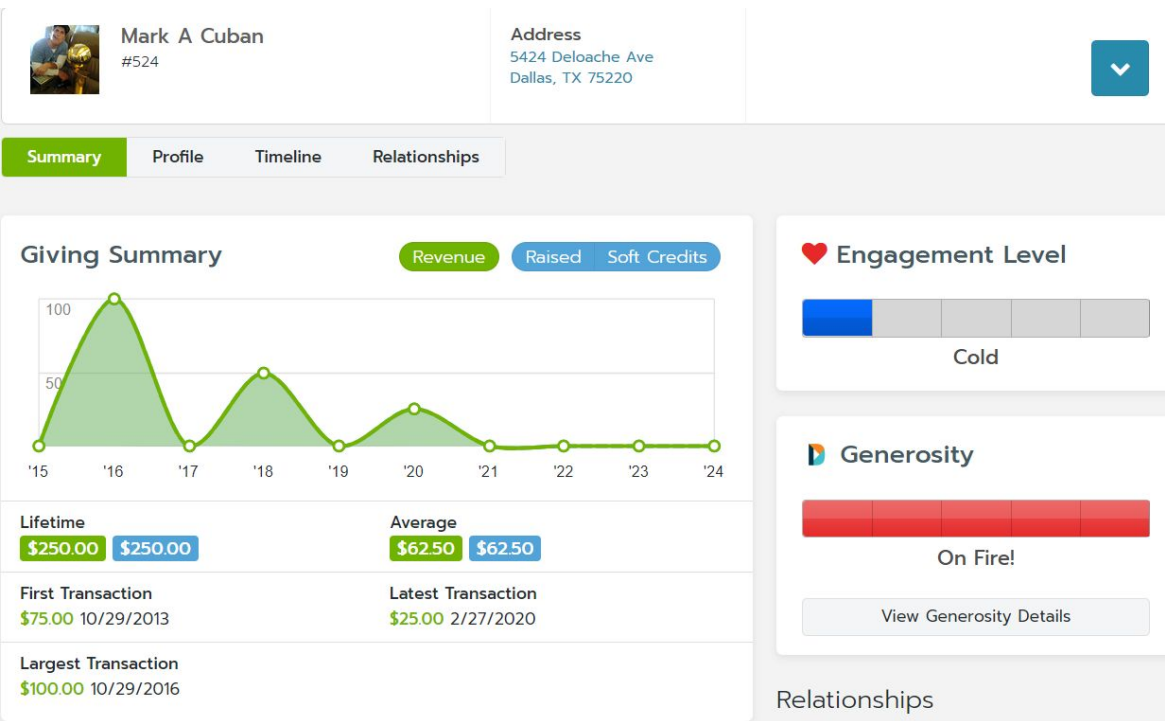 Mark A Cuban
#524
Address
5424 Deloache Ave
Dallas, TX 75220
Summary Profile Timeline Relationships
Giving Summary
Revenue Raised Soft Credits
100
50
'15 '16 '17 '18 '19 '20 '21 '22 '23 '24
Lifetime
$250.00 $250.00
Average
$62.50 $62.50
First Transaction
$75.00 10/29/2013
Latest Transaction
$25.00 2/27/2020
Largest Transaction
$100.00 10/29/2016
Engagement Level
Cold
Generosity
On Fire!
View Generosity Details
Relationships